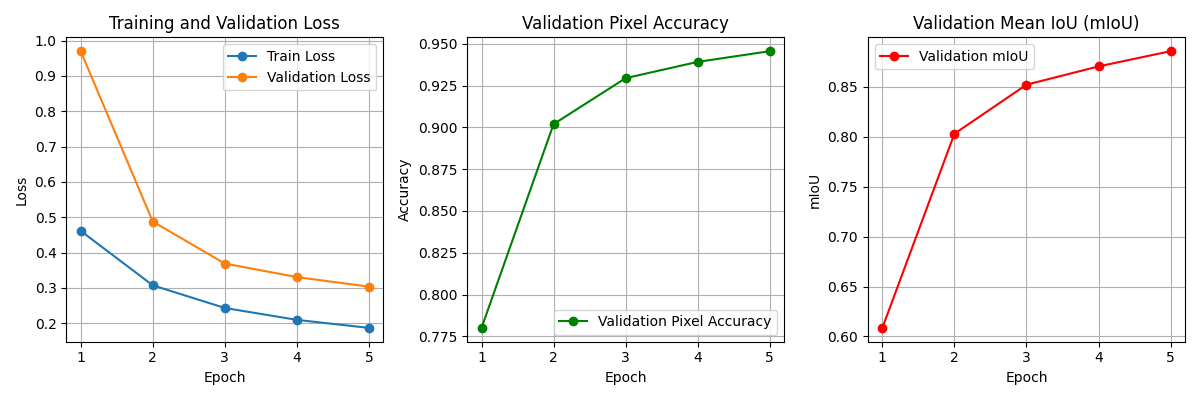 Training and Validation Loss
Train Loss
Validation Loss
1.0
0.9
0.8
0.7
0.6
0.5
0.4
0.3
0.2
Loss
1 2 3 4 5
Epoch
Validation Pixel Accuracy
0.950
0.925
0.900
0.875
0.850
0.825
0.800
0.775
Accuracy
Validation Pixel Accuracy
1 2 3 4 5
Epoch
Validation Mean IoU (mIoU)
Validation mIoU
0.85
0.80
0.75
0.70
0.65
0.60
mIoU
1 2 3 4 5
Epoch